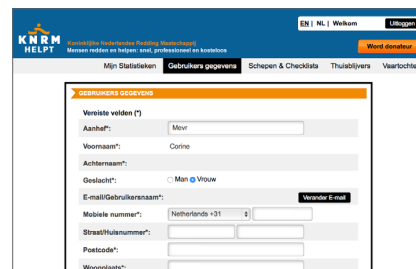 EN | NL | Welkom
Uitloggen
KNRM
HELPT
Koninklijke Nederlandse Redding Maatschappij
Mensen redden en helpen: snel, professioneel en kosteloos
Word donateur
Mijn Statistieken
Gebruikers gegevens
Schepen & Checklists
Thuisblijvers
Vaartochte
GEBRUIKERS GEGEVENS
Vereiste velden (*)
Aanhef*:
Mevr
Voornaam*:
Corine
Achternaam*:
Geslacht*:
Man
Vrouw
E-mail/Gebruikersnaam*:
Verander E-mail
Mobiele nummer*:
Netherlands +31
Straat/Huisnummer*:
Postcode*:
Woonplaats*: